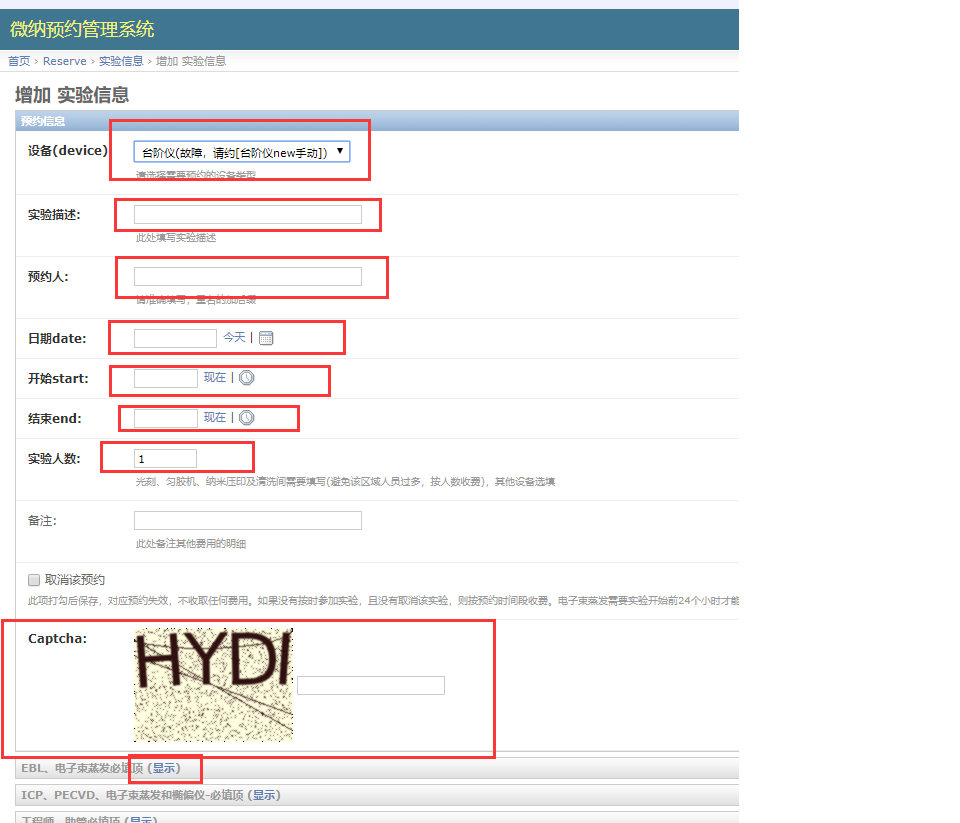 微纳预约管理系统
首页 › Reserve › 实验信息 › 增加 实验信息
增加 实验信息
预约信息
设备(device)
台阶仪(故障，请约[台阶仪new手动])
请选择需要预约的设备类型
实验描述:
此处填写实验描述
预约人:
请准确填写，重名的加后缀
日期date:
今天 |
开始start:
现在 |
结束end:
现在 |
实验人数:
1
光刻、匀胶机、纳米压印及清洗间需要填写(避免该区域人员过多，按人数收费)，其他设备选填
备注:
此处备注其他费用的明细
取消该预约
此项打勾后保存，对应预约失效，不收取任何费用。如果没有按时参加实验，且没有取消该实验，则按预约时间段收费。电子束蒸发需要实验开始前24个小时才能
Captcha:
HYDI
EBL、电子束蒸发必填项 (显示)
ICP、PECVD、电子束蒸发和椭偏仪-必填项 (显示)
工程师、助管必填项 (显示)